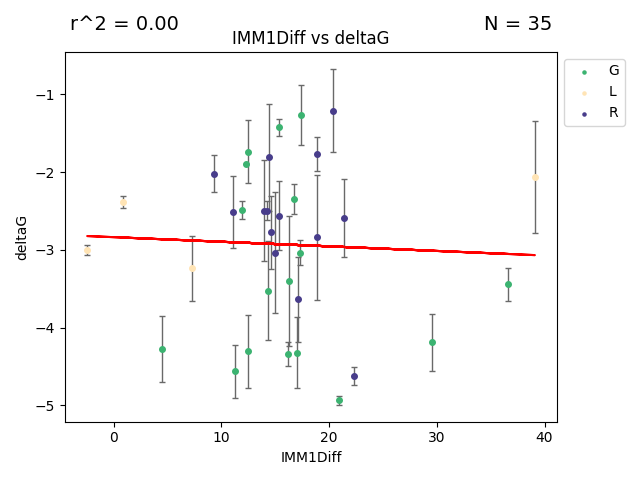 r^2 = 0.00
N = 35
IMM1Diff vs deltaG
G
L
R
−1
−2
−3
−4
−5
deltaG
0
10
20
30
40
IMM1Diff